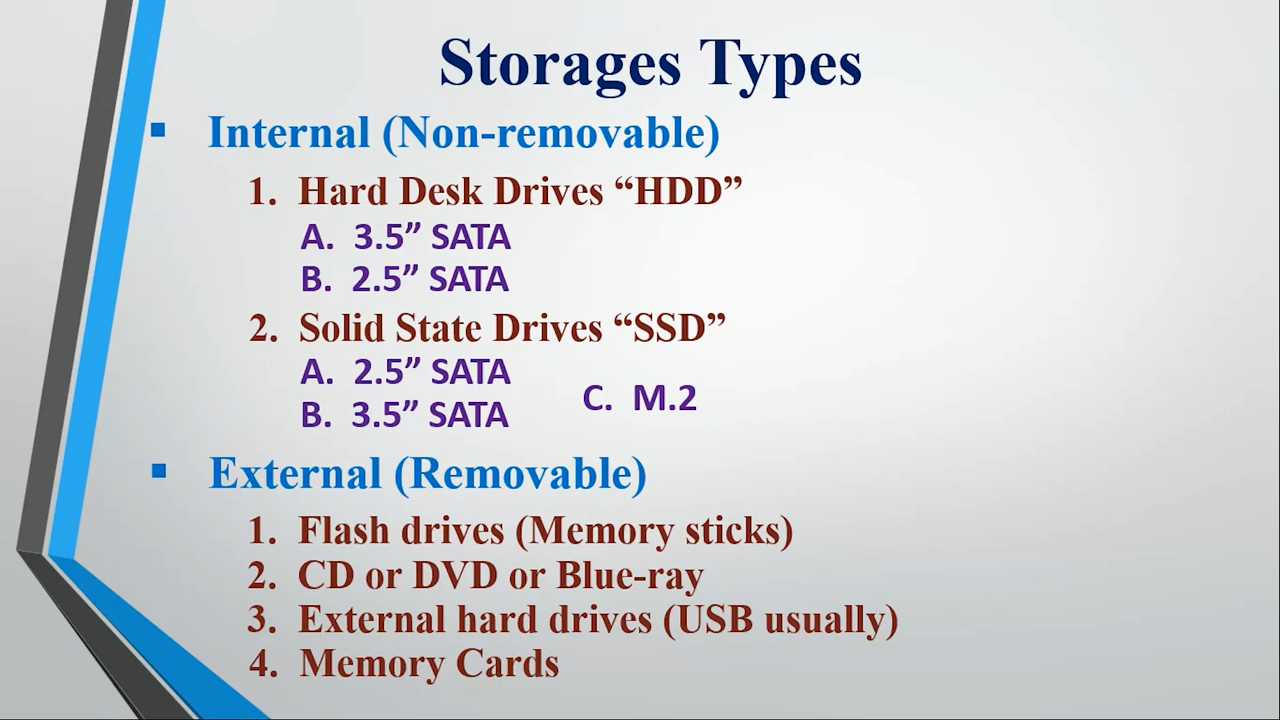 Storages Types
▪ Internal (Non-removable)
1. Hard Desk Drives “HDD”
A. 3.5” SATA
B. 2.5” SATA
2. Solid State Drives “SSD”
A. 2.5” SATA
B. 3.5” SATA
C. M.2
▪ External (Removable)
1. Flash drives (Memory sticks)
2. CD or DVD or Blue-ray
3. External hard drives (USB usually)
4. Memory Cards